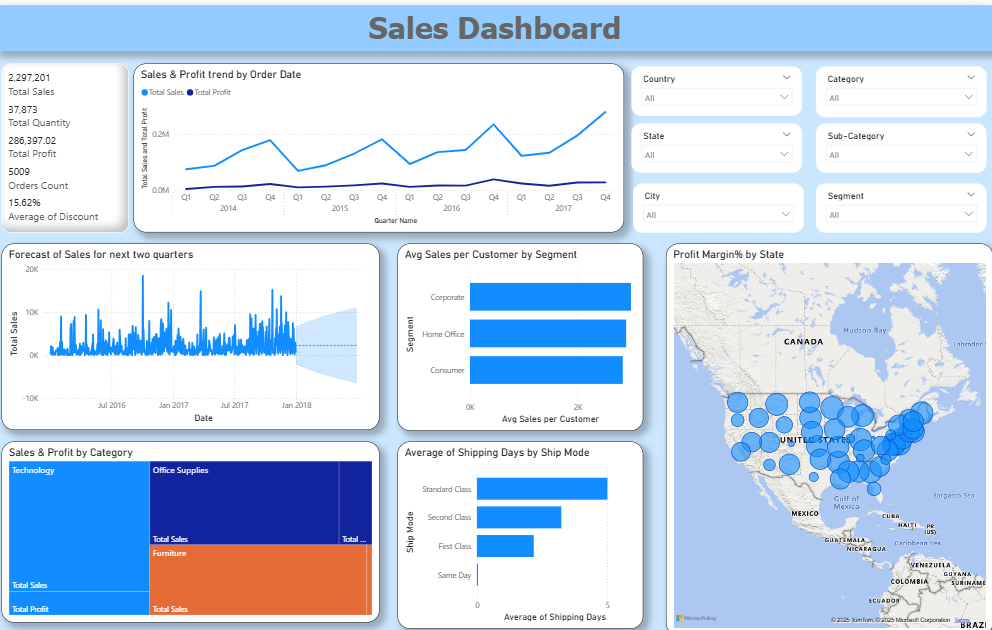 Sales Dashboard
2,297,201
Total Sales
37,873
Total Quantity
286,397.02
Total Profit
5009
Orders Count
15.62%
Average of Discount
Sales & Profit trend by Order Date
Total Sales Total Profit
Total Sales and Total Profit
0.2M
0.0M
Q1 Q2 Q3 Q4 Q1 Q2 Q3 Q4 Q1 Q2 Q3 Q4 Q1 Q2 Q3 Q4
2014 2015 2016 2017
Quarter Name
Country
All
Category
All
State
All
Sub-Category
All
City
All
Segment
All
Forecast of Sales for next two quarters
Total Sales
20K
10K
0K
-10K
Jul 2016 Jan 2017 Jul 2017 Jan 2018
Date
Avg Sales per Customer by Segment
Segment
Corporate
Home Office
Consumer
0K 2K
Avg Sales per Customer
Profit Margin% by State
Hudson Bay
CANADA
Labrador
UNITED STATES
Gulf of
Mexico
Sargasso Sea
MEXICO
CUBA
HAITI
PR
(US)
GUATEMALA
Caribbean Sea
NICARAGUA
VENEZUELA
GUYANA
COLOMBIA
SURINAME
ECUADOR
BRAZI
Microsoft Bing
© 2025 TomTom, © 2025 Microsoft Corporation Terms
Sales & Profit by Category
Technology
Total Sales
Total Profit
Office Supplies
Total Sales
Total ...
Furniture
Total Sales
Average of Shipping Days by Ship Mode
Ship Mode
Standard Class
Second Class
First Class
Same Day
0 5
Average of Shipping Days